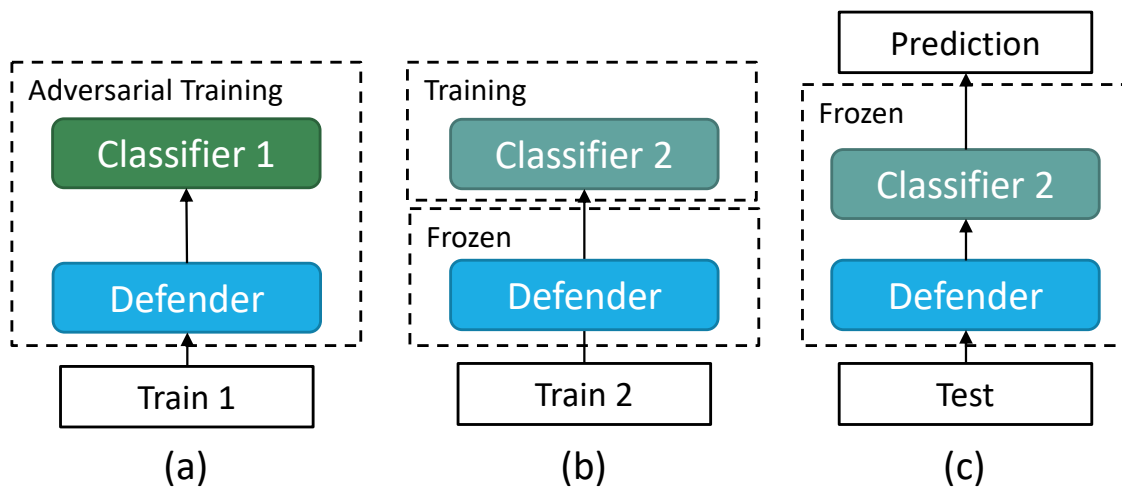 Adversarial Training
Classifier 1
Defender
Train 1
(a)
Training
Classifier 2
Frozen
Defender
Train 2
(b)
Prediction
Frozen
Classifier 2
Defender
Test
(c)